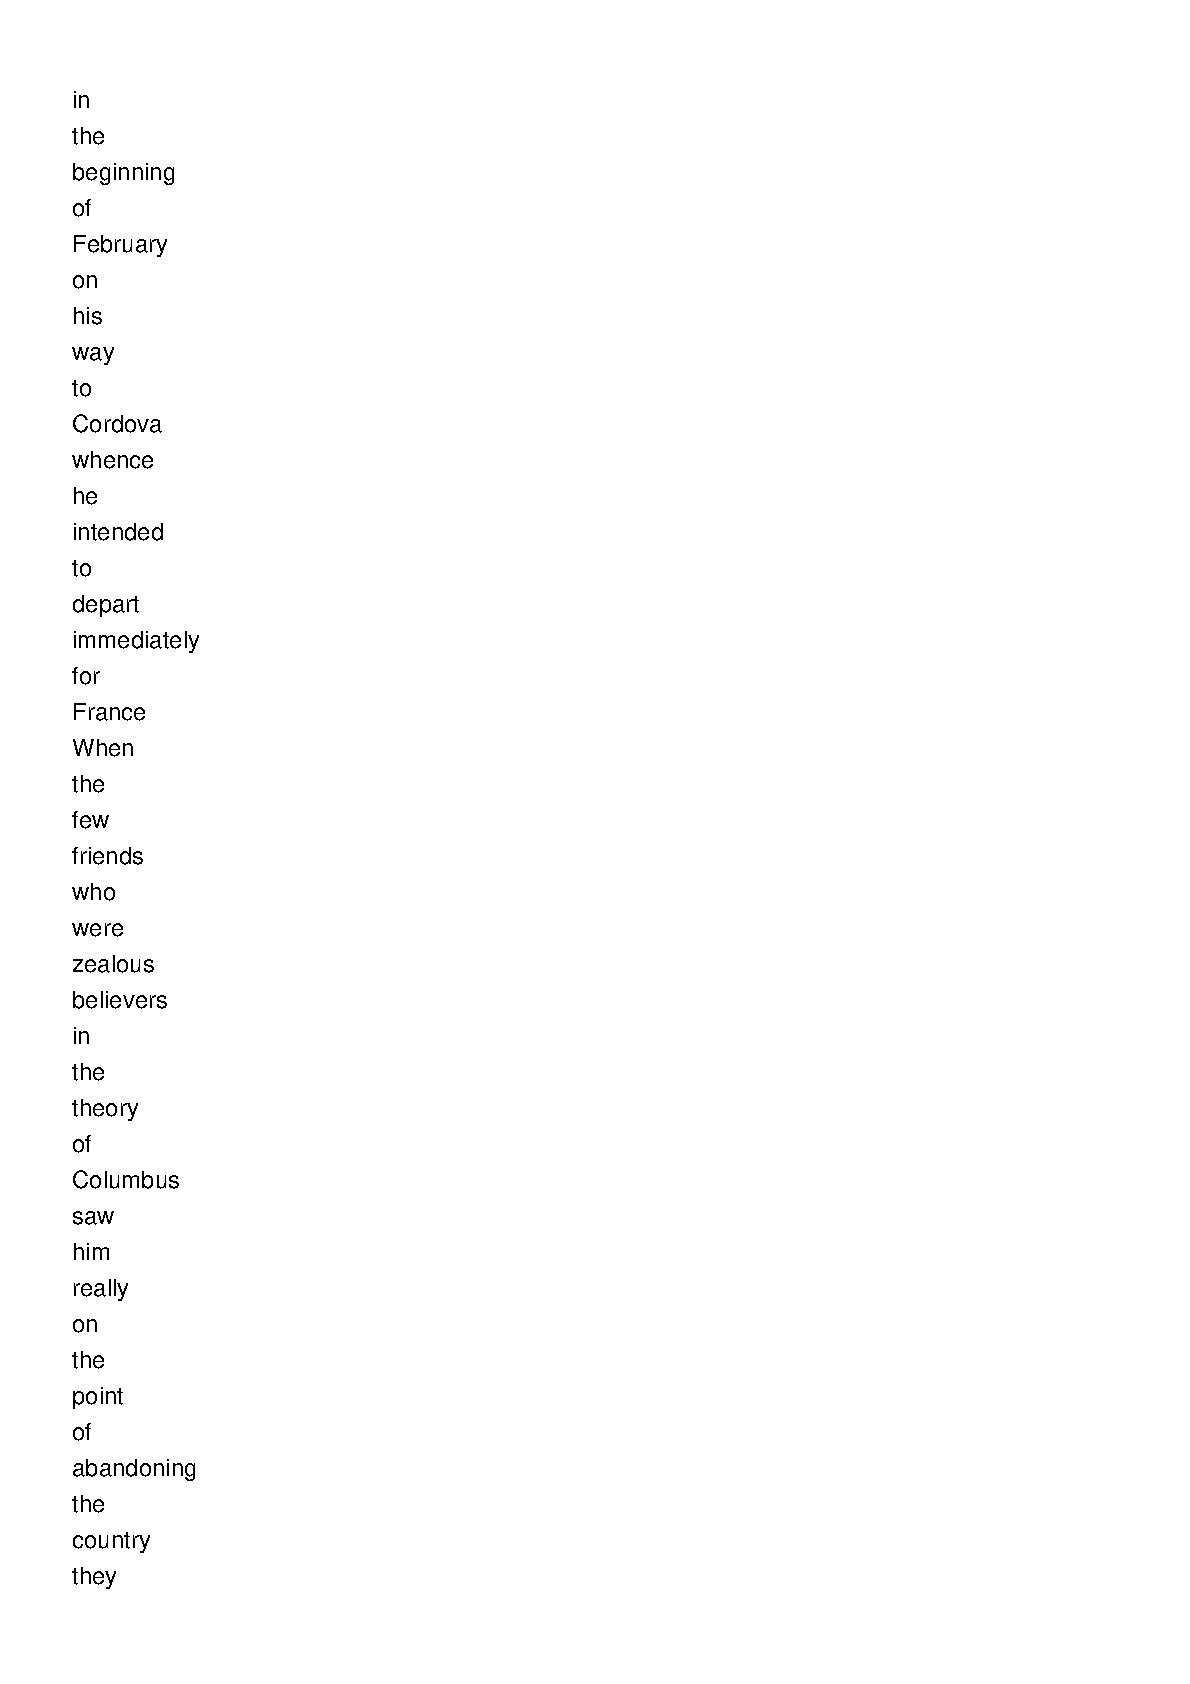 in
the
beginning
of
February
on
his
way
to
Cordova
whence
he
intended
to
depart
immediately
for
France
When
the
few
friends
who
were
zealous
believers
in
the
theory
of
Columbus
saw
him
really
on
the
point
of
abandoning
the
country
they